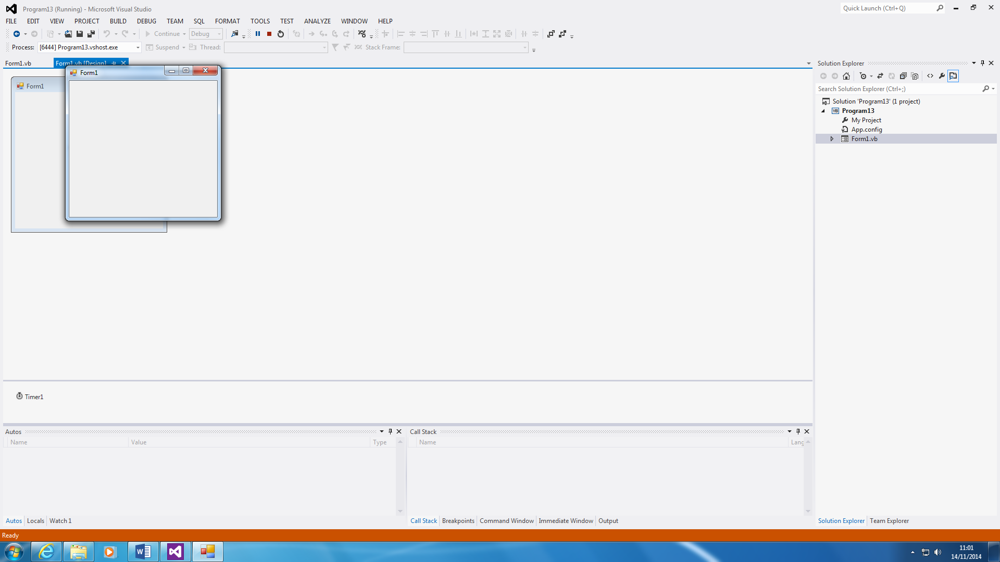 Program13 (Running) - Microsoft Visual Studio
Quick Launch (Ctrl+Q)
FILE EDIT VIEW PROJECT BUILD DEBUG TEAM SQL FORMAT TOOLS TEST ANALYZE WINDOW HELP
Continue Debug
Process: [6444] Program13.vshost.exe Suspend Thread: Stack Frame:
Form1.vb Form1.vb [Design]
Form1
Form1
Solution Explorer
Search Solution Explorer (Ctrl+;)
Solution 'Program13' (1 project)
VB Program13
My Project
App.config
Form1.vb
Timer1
Autos
Name Value Type
Call Stack
Name Lang
Autos Locals Watch 1
Call Stack Breakpoints Command Window Immediate Window Output
Solution Explorer Team Explorer
Ready
11:01
14/11/2014